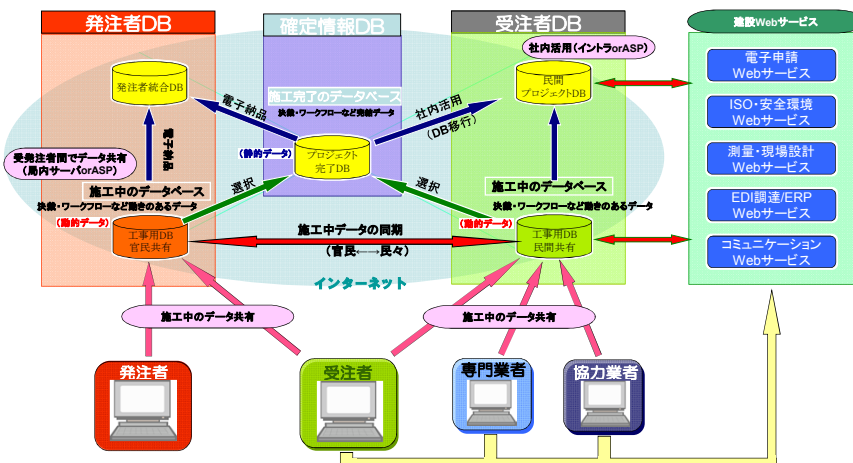 発注者DB
確定情報DB
受注者DB
建設Webサービス
社内活用(イントラorASP)
発注者統合DB
電子納品
施工完了のデータベース
決裁・ワークフローなど完結データ
社内活用
(DB移行)
民間
プロジェクトDB
電子申請
Webサービス
ISO・安全環境
Webサービス
測量・現場設計
Webサービス
EDI調達/ERP
Webサービス
コミュニケーション
Webサービス
電子納品
受発注者間でデータ共有
(局内サーバorASP)
(静的データ)
プロジェクト
完了DB
施工中のデータベース
決裁・ワークフローなど動きのあるデータ
(動的データ)
選択
選択
施工中のデータベース
決裁・ワークフローなど動きのあるデータ
(動的データ)
工事用DB
官民共有
施工中データの同期
(官民←→民々)
工事用DB
民間共有
インターネット
施工中のデータ共有
施工中のデータ共有
発注者
受注者
専門業者
協力業者